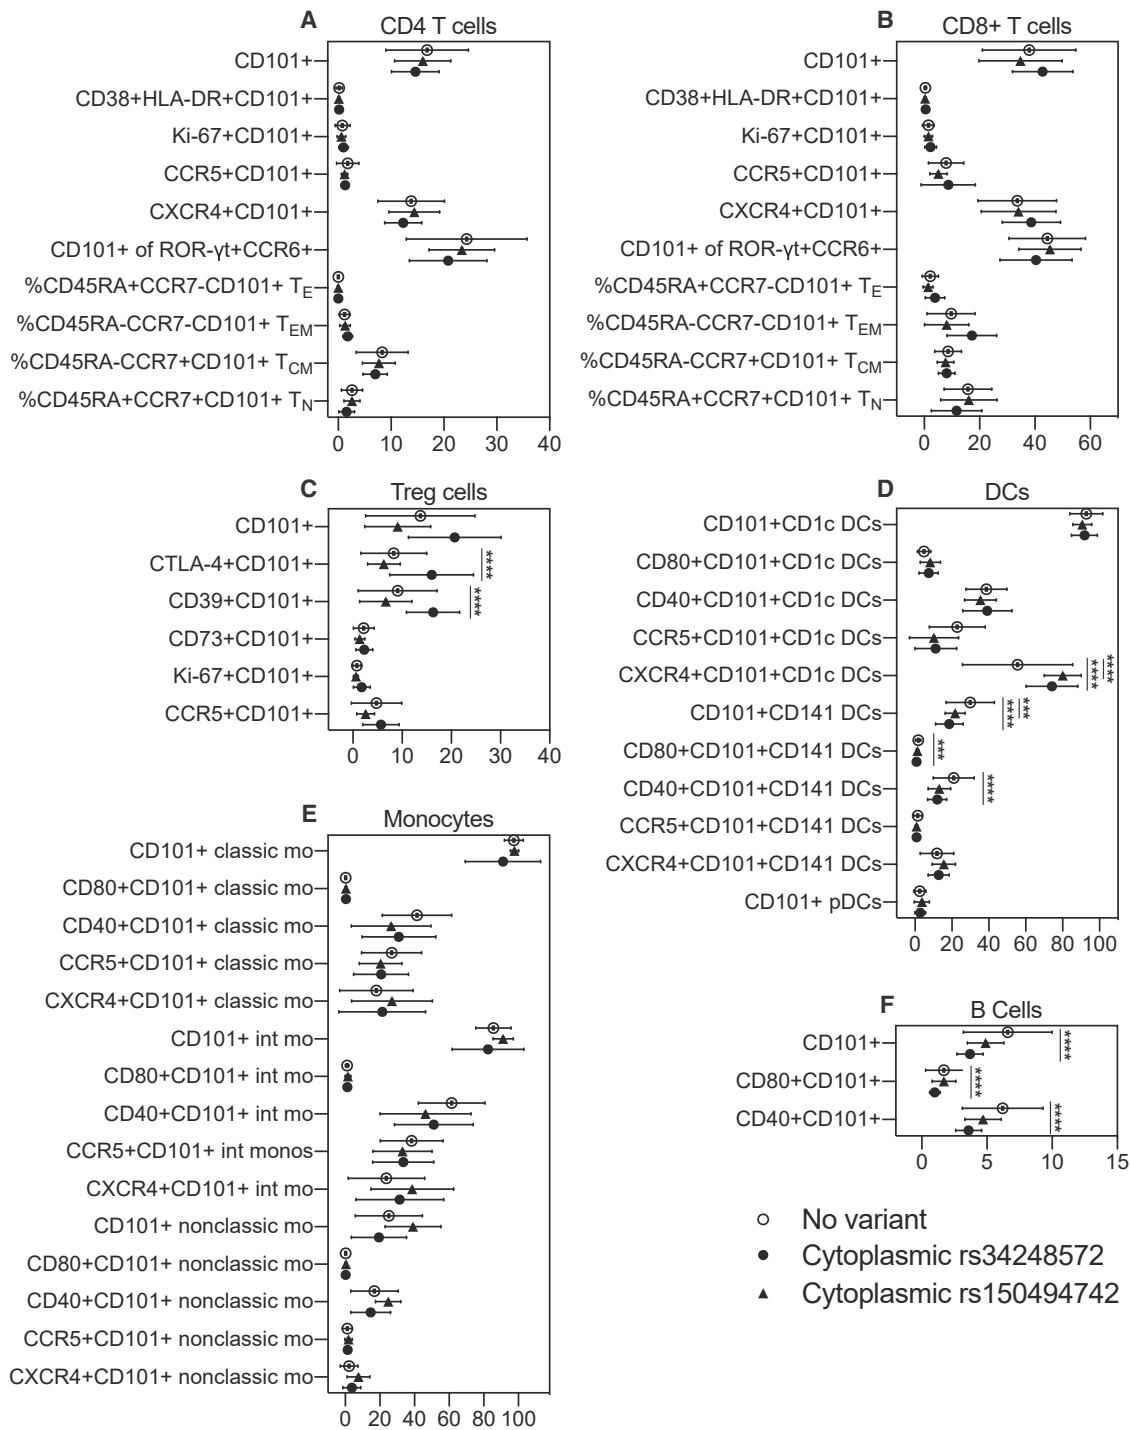 A
CD4 T cells
CD101+
CD38+HLA-DR+CD101+
Ki-67+CD101+
CCR5+CD101+
CXCR4+CD101+
CD101+ of ROR-γt+CCR6+
%CD45RA+CCR7-CD101+ TE
%CD45RA-CCR7-CD101+ TEM
%CD45RA-CCR7+CD101+ TCM
%CD45RA+CCR7+CD101+ TN
0 10 20 30 40
B
CD8+ T cells
CD101+
CD38+HLA-DR+CD101+
Ki-67+CD101+
CCR5+CD101+
CXCR4+CD101+
CD101+ of ROR-γt+CCR6+
%CD45RA+CCR7-CD101+ TE
%CD45RA-CCR7-CD101+ TEM
%CD45RA-CCR7+CD101+ TCM
%CD45RA+CCR7+CD101+ TN
0 20 40 60
C
Treg cells
CD101+
CTLA-4+CD101+
****
CD39+CD101+
****
CD73+CD101+
Ki-67+CD101+
CCR5+CD101+
0 10 20 30 40
D
DCs
CD101+CD1c DCs
CD80+CD101+CD1c DCs
CD40+CD101+CD1c DCs
CCR5+CD101+CD1c DCs
CXCR4+CD101+CD1c DCs
**** ****
CD101+CD141 DCs
**** ***
CD80+CD101+CD141 DCs
***
CD40+CD101+CD141 DCs
****
CCR5+CD101+CD141 DCs
CXCR4+CD101+CD141 DCs
CD101+ pDCs
0 20 40 60 80 100
E
Monocytes
CD101+ classic mo
CD80+CD101+ classic mo
CD40+CD101+ classic mo
CCR5+CD101+ classic mo
CXCR4+CD101+ classic mo
CD101+ int mo
CD80+CD101+ int mo
CD40+CD101+ int mo
CCR5+CD101+ int monos
CXCR4+CD101+ int mo
CD101+ nonclassic mo
CD80+CD101+ nonclassic mo
CD40+CD101+ nonclassic mo
CCR5+CD101+ nonclassic mo
CXCR4+CD101+ nonclassic mo
0 20 40 60 80 100
F
B Cells
CD101+
****
CD80+CD101+
****
CD40+CD101+
****
0 5 10 15
No variant
Cytoplasmic rs34248572
Cytoplasmic rs150494742